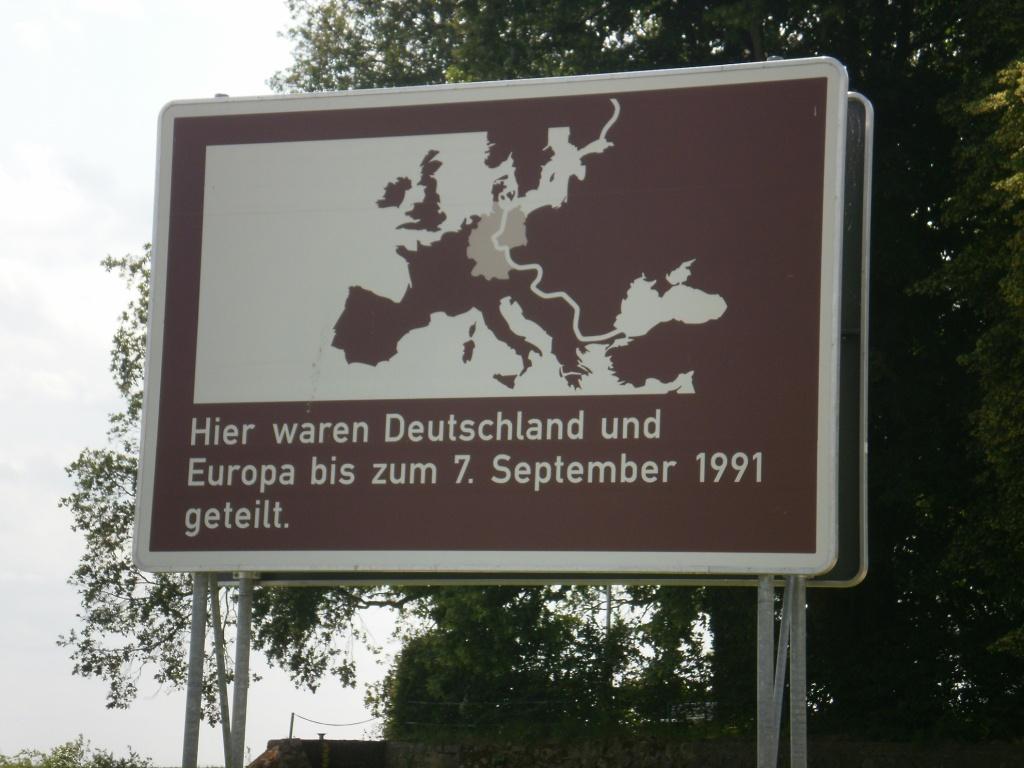 Hier waren Deutschland und
Europa bis zum 7. September 1991
geteilt.